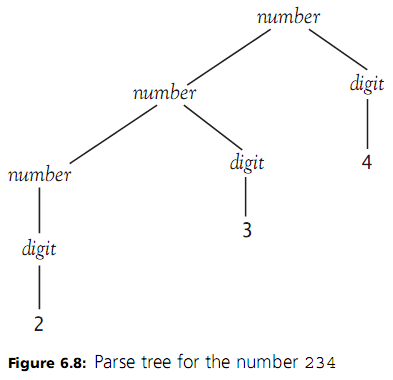 number
number
digit
number
digit
4
digit
3
2
Figure 6.8: Parse tree for the number 234